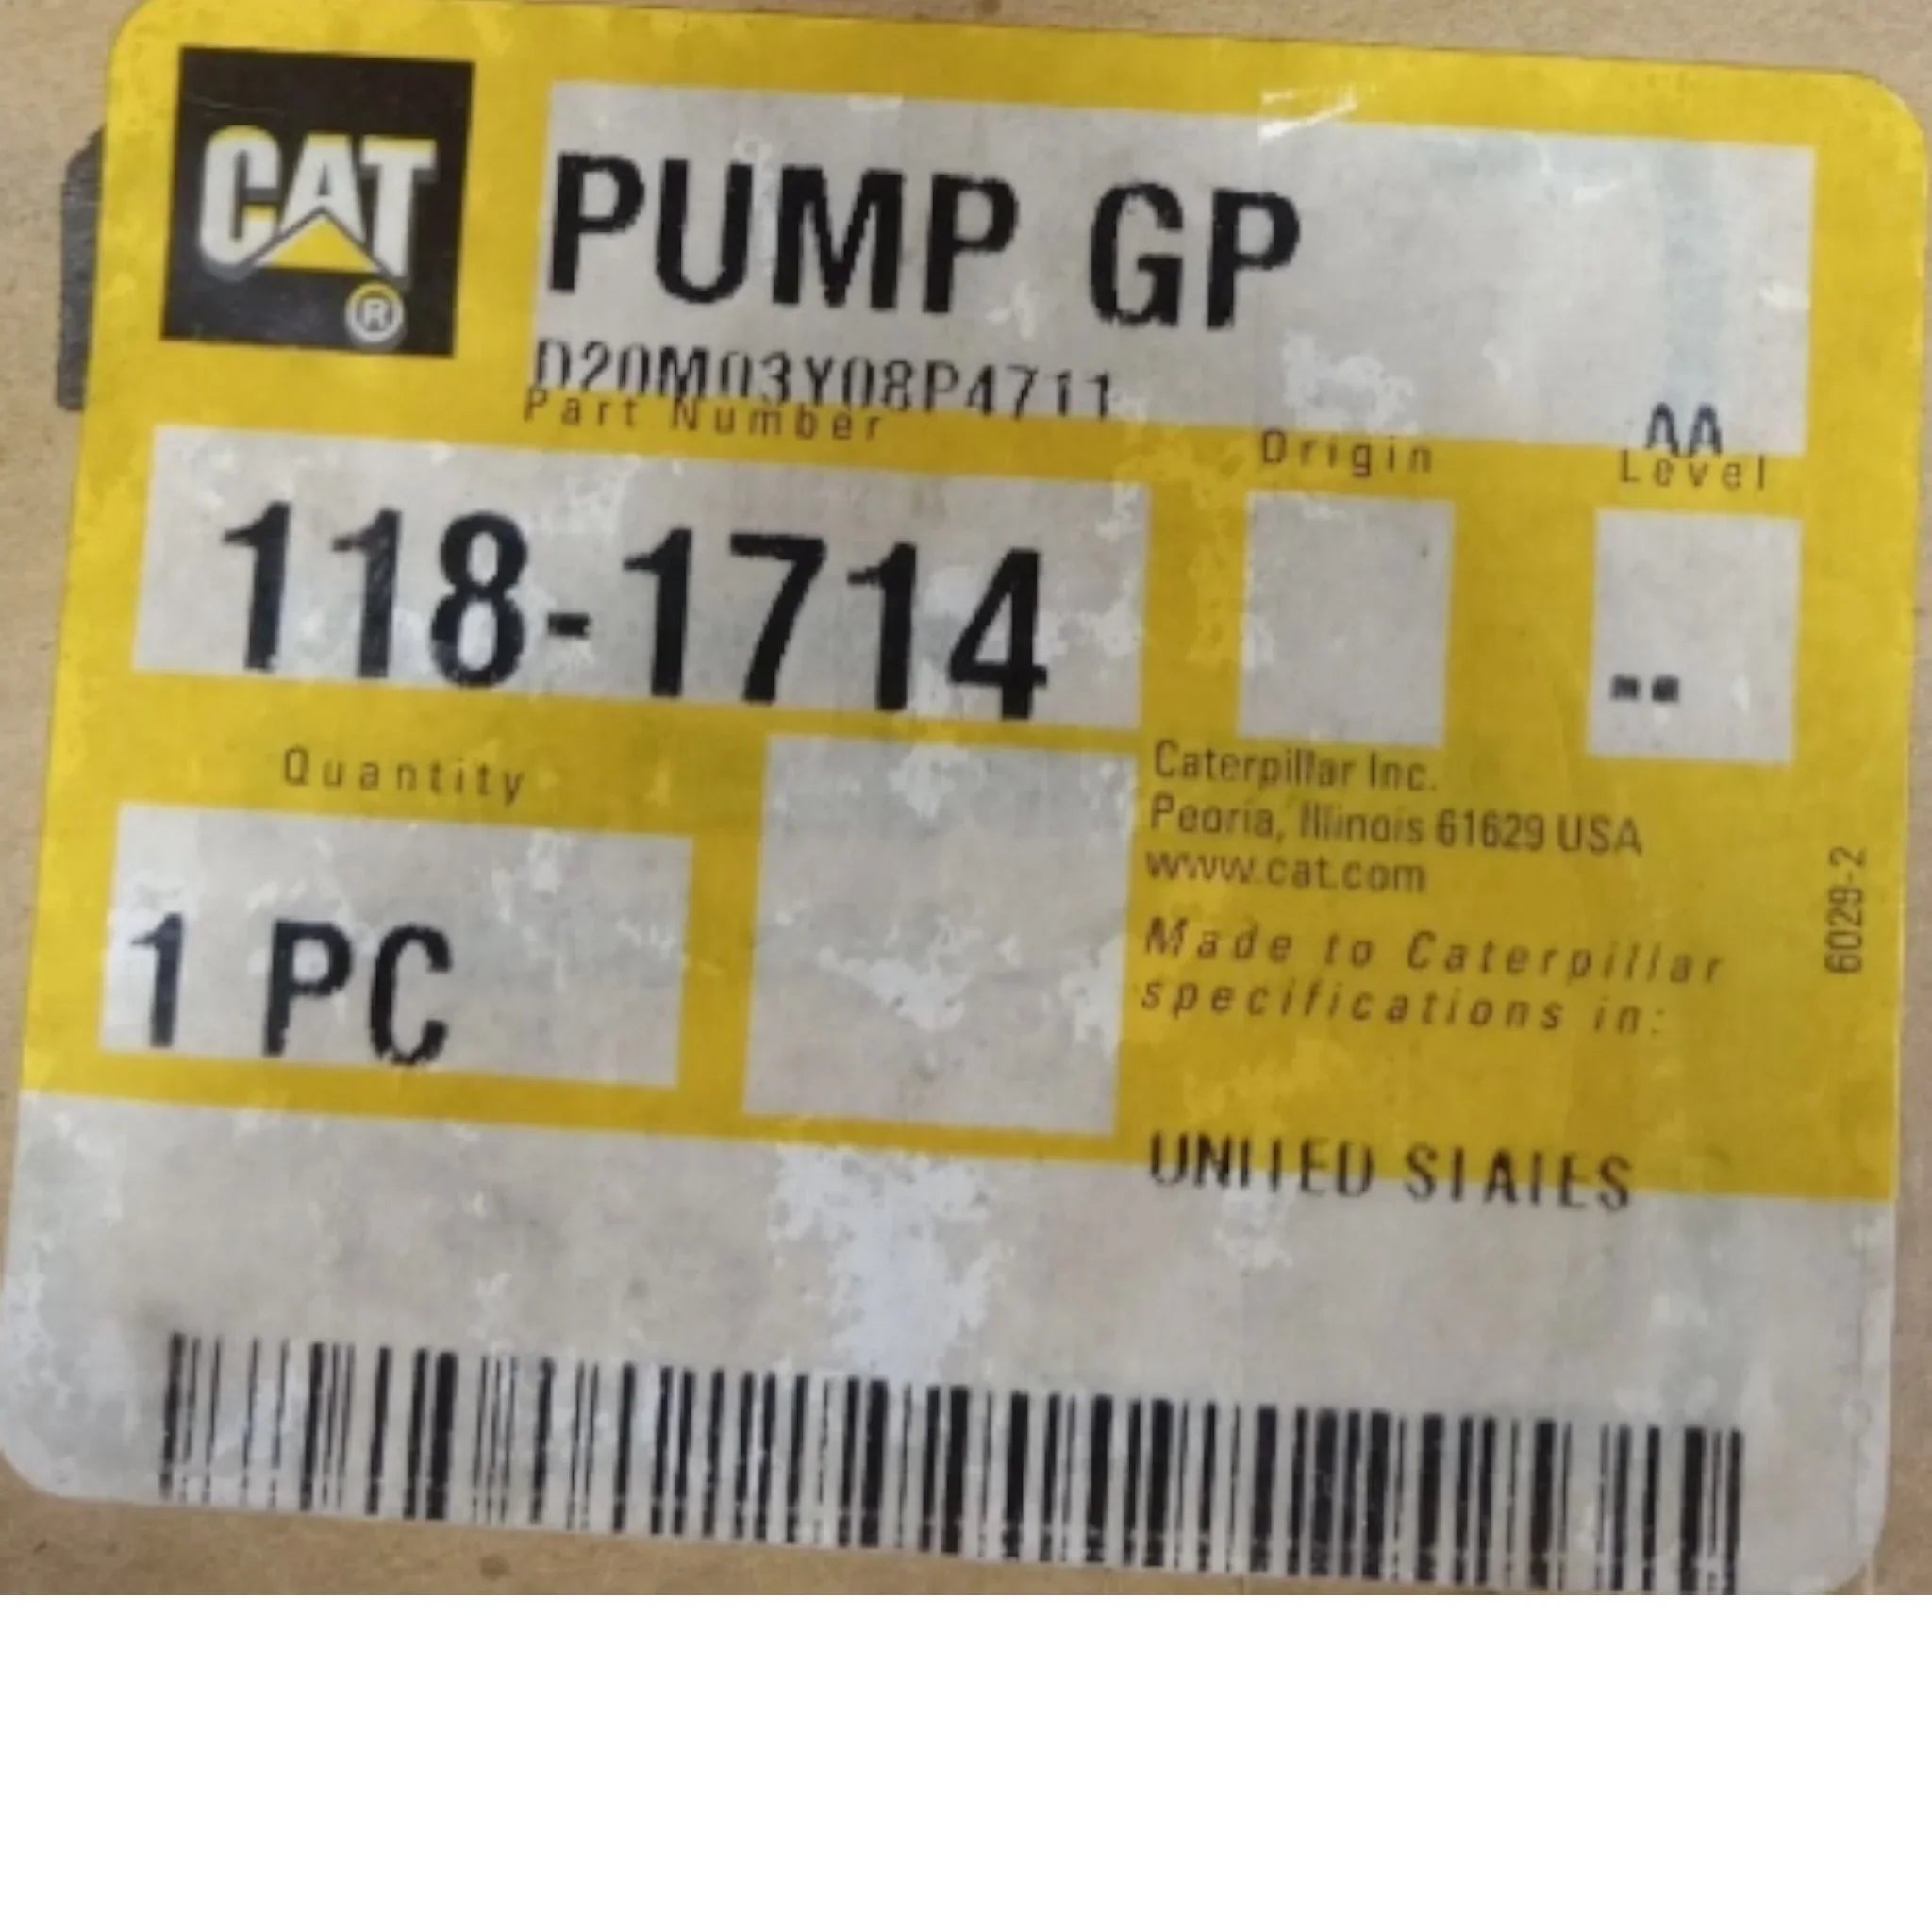 CAT
®
PUMP GP
D20M03Y08P4711
AA
Part Number
Origin
Level
118-1714
--
Quantity
1 PC
Caterpillar Inc.
Peoria, Illinois 61629 USA
www.cat.com
Made to Caterpillar
specifications in:
UNITED STATES
6029-2